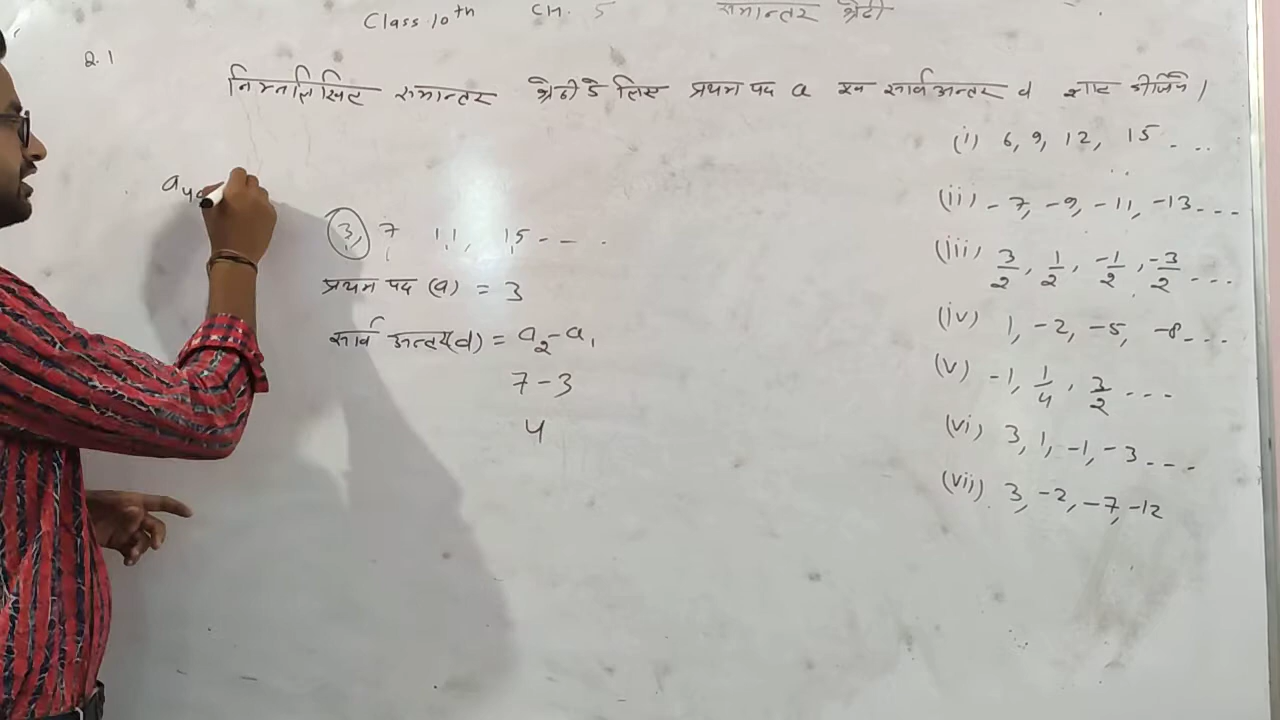 Class 10th CH. 5 समान्तर श्रेढी
Q.1
निम्नलिखित समान्तर श्रेढी के लिए प्रथम पद a एवं सार्व अन्तर d ज्ञात कीजिये।
(i) 6, 9, 12, 15 ...
(ii) -7, -9, -11, -13 ...
(iii) 3/2, 1/2, -1/2, -3/2 ...
(iv) 1, -2, -5, -8 ...
(v) -1, 1/4, 3/2 ...
(vi) 3, 1, -1, -3 ...
(vii) 3, -2, -7, -12
3, 7 11, 15 ...
प्रथम पद (a) = 3
सार्व अन्तर (d) = a₂-a₁
7-3
4